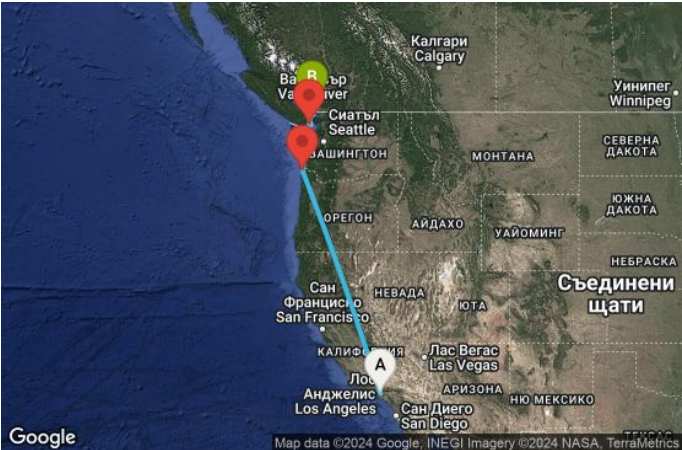 Калгари
Calgary
B
Уинипег
Winnipeg
Сиатъл
Seattle
ВАШИНГТОН
МОНТАНА
СЕВЕРНА
ДАКОТА
ЮЖНА
ДАКОТА
ОРЕГОН
АЙДАХО
УАЙОМИНГ
НЕБРАСКА
Съединени
щати
Сан
Франциско
San Francisco
НЕВАДА
ЮТА
КАЛИФОРНИЯ
A
Лас Вегас
Las Vegas
Лос
Анджелис
Los Angeles
АРИЗОНА
НЮ МЕКСИКО
Сан Диего
San Diego
ТЕКСАС
Google
Map data ©2024 Google, INEGI Imagery ©2024 NASA, TerraMetrics